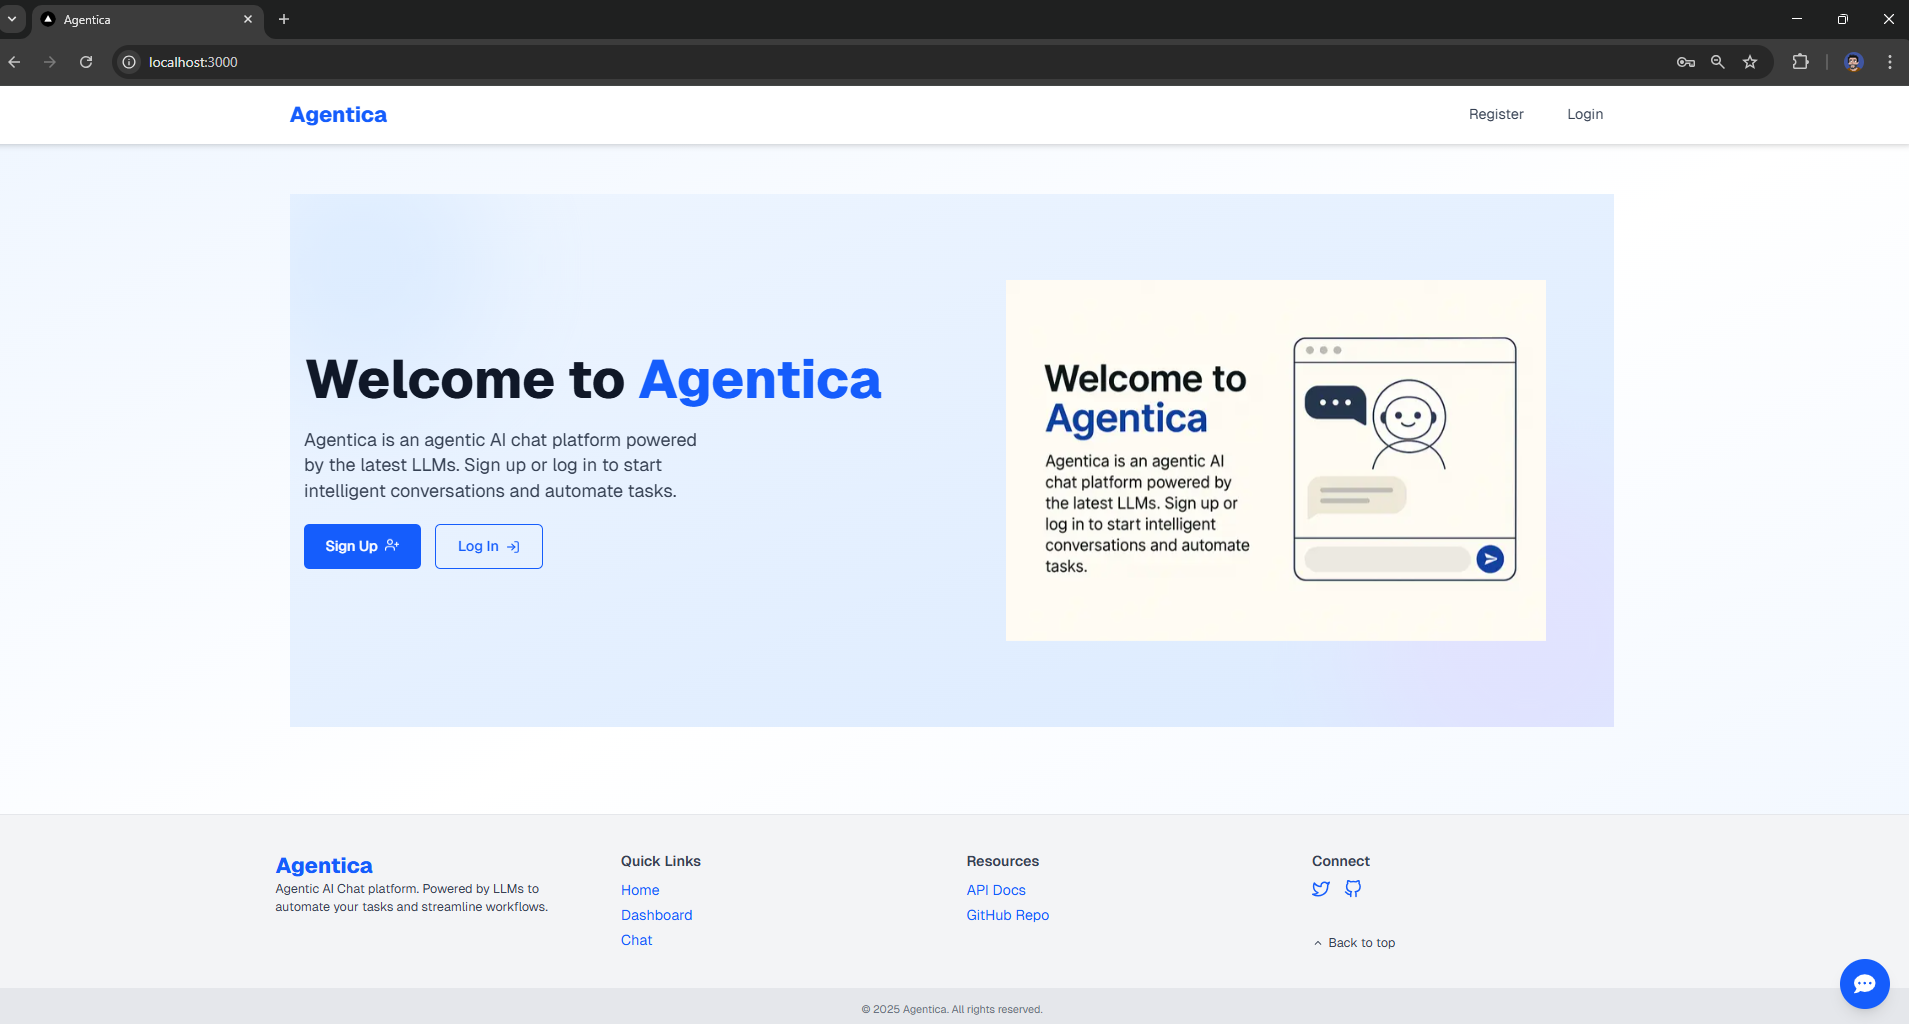 Agentica
localhost:3000
Agentica
Register
Login
Welcome to Agentica
Agentica is an agentic AI chat platform powered
by the latest LLMs. Sign up or log in to start
intelligent conversations and automate tasks.
Sign Up
Log In
Welcome to
Agentica
Agentica is an agentic AI
chat platform powered by
the latest LLMs. Sign up or
log in to start intelligent
conversations and automate
tasks.
Agentica
Agentic AI Chat platform. Powered by LLMs to
automate your tasks and streamline workflows.
Quick Links
Home
Dashboard
Chat
Resources
API Docs
GitHub Repo
Connect
Back to top
© 2025 Agentica. All rights reserved.